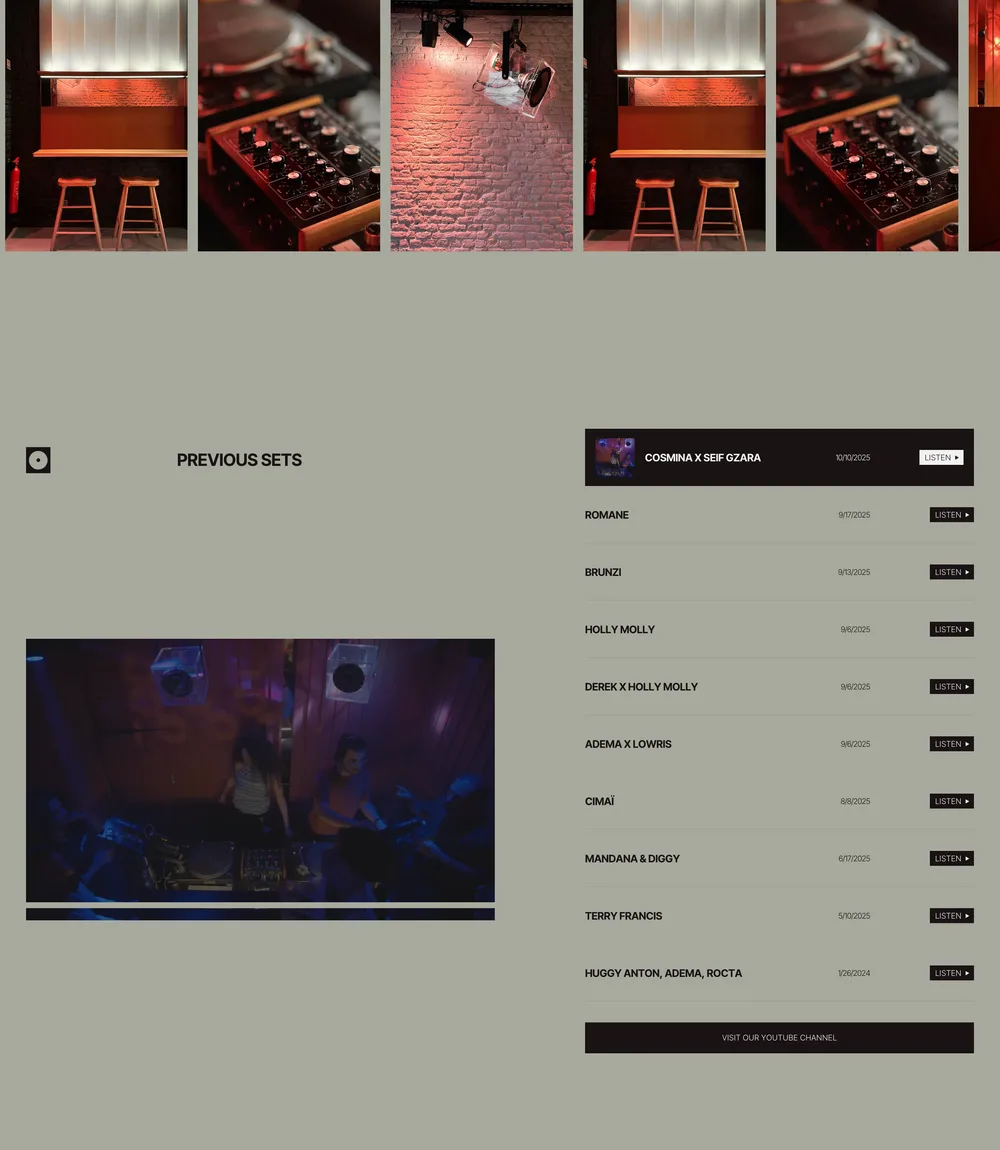 PREVIOUS SETS
COSMINA X SEIF GZARA 10/10/2025 LISTEN
ROMANE 9/17/2025 LISTEN
BRUNZI 9/13/2025 LISTEN
HOLLY MOLLY 9/6/2025 LISTEN
DEREK X HOLLY MOLLY 9/6/2025 LISTEN
ADEMA X LOWRIS 9/6/2025 LISTEN
CIMAÏ 8/8/2025 LISTEN
MANDANA & DIGGY 6/17/2025 LISTEN
TERRY FRANCIS 5/10/2025 LISTEN
HUGGY ANTON, ADEMA, ROCTA 1/26/2024 LISTEN
VISIT OUR YOUTUBE CHANNEL